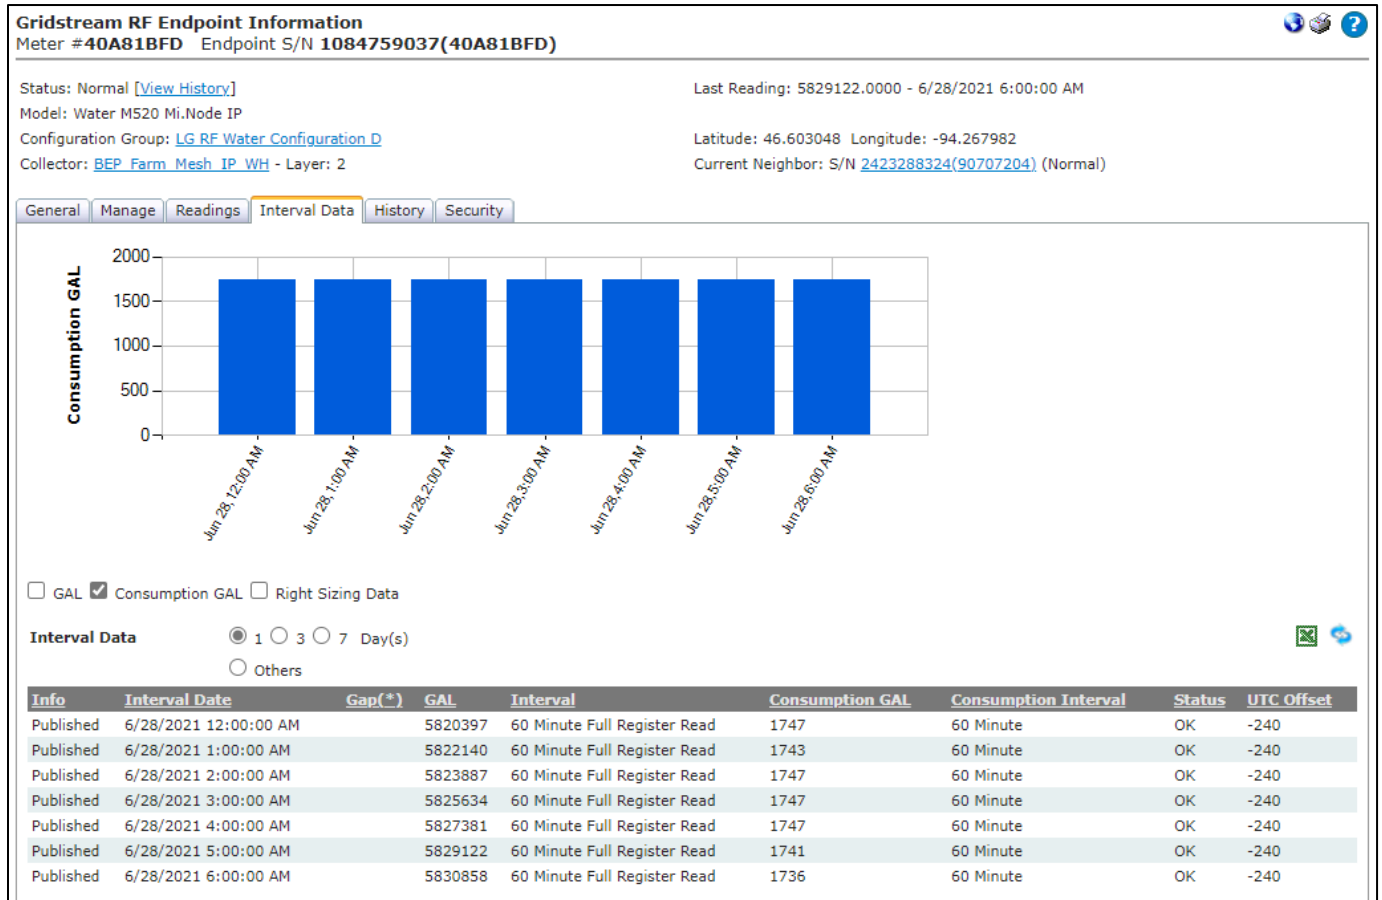 Gridstream RF Endpoint Information
Meter #40A81BFD Endpoint S/N 1084759037(40A81BFD)
?
Status: Normal [View History]
Last Reading: 5829122.0000 - 6/28/2021 6:00:00 AM
Model: Water M520 Mi.Node IP
Configuration Group: LG RF Water Configuration D
Latitude: 46.603048 Longitude: -94.267982
Collector: BEP_Farm_Mesh_IP_WH - Layer: 2
Current Neighbor: S/N 2423288324(90707204) (Normal)
General Manage Readings Interval Data History Security
Consumption GAL
2000
1500
1000
500
0
Jun 28,12:00 AM
Jun 28,1:00 AM
Jun 28,2:00 AM
Jun 28,3:00 AM
Jun 28,4:00 AM
Jun 28,5:00 AM
Jun 28,6:00 AM
GAL Consumption GAL Right Sizing Data
Interval Data 1 3 7 Day(s)
Others
Info Interval Date Gap(*) GAL Interval Consumption GAL Consumption Interval Status UTC Offset
Published 6/28/2021 12:00:00 AM 5820397 60 Minute Full Register Read 1747 60 Minute OK -240
Published 6/28/2021 1:00:00 AM 5822140 60 Minute Full Register Read 1743 60 Minute OK -240
Published 6/28/2021 2:00:00 AM 5823887 60 Minute Full Register Read 1747 60 Minute OK -240
Published 6/28/2021 3:00:00 AM 5825634 60 Minute Full Register Read 1747 60 Minute OK -240
Published 6/28/2021 4:00:00 AM 5827381 60 Minute Full Register Read 1747 60 Minute OK -240
Published 6/28/2021 5:00:00 AM 5829122 60 Minute Full Register Read 1741 60 Minute OK -240
Published 6/28/2021 6:00:00 AM 5830858 60 Minute Full Register Read 1736 60 Minute OK -240